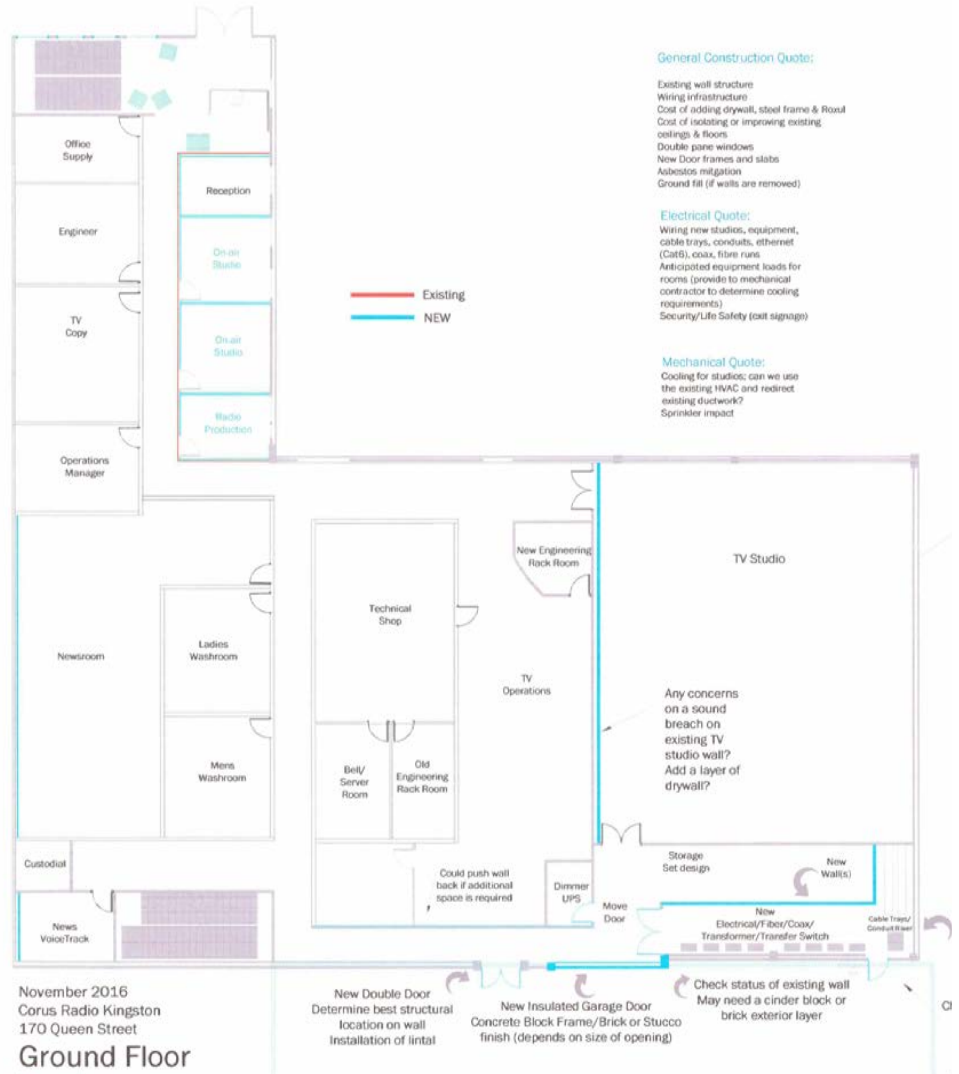 General Construction Quote:
Existing wall structure
Wiring infrastructure
Cost of adding drywall, steel frame & Roxul
Cost of isolating or improving existing
ceilings & floors
Double pane windows
New Door frames and slabs
Asbestos mitgation
Ground fill (if walls are removed)
Electrical Quote:
Wiring new studios, equipment,
cable trays, conduits, ethernet
(Cat6), coax, fibre runs
Anticipated equipment loads for
rooms (provide to mechanical
contractor to determine cooling
requirements)
Security/Life Safety (exit signage)
Mechanical Quote:
Cooling for studios; can we use
the existing HVAC and redirect
existing ductwork?
Sprinkler impact
Existing
NEW
Office
Supply
Engineer
TV
Copy
Operations
Manager
Reception
On-air
Studio
On-air
Studio
Radio
Production
New Engineering
Rack Room
TV Studio
Technical
Shop
TV
Operations
Newsroom
Ladies
Washroom
Mens
Washroom
Bell/
Server
Room
Old
Engineering
Rack Room
Any concerns
on a sound
breach on
existing TV
studio wall?
Add a layer of
drywall?
Custodial
News
VoiceTrack
Could push wall
back if additional
space is required
Dimmer
UPS
Move
Door
Storage
Set design
New
Wall(s)
New
Electrical/Fiber/Coax/
Transformer/Transfer Switch
Cable Trays/
Conduit Riser
New Double Door
Determine best structural
location on wall
Installation of lintal
New Insulated Garage Door
Concrete Block Frame/Brick or Stucco
finish (depends on size of opening)
Check status of existing wall
May need a cinder block or
brick exterior layer
November 2016
Corus Radio Kingston
170 Queen Street
Ground Floor